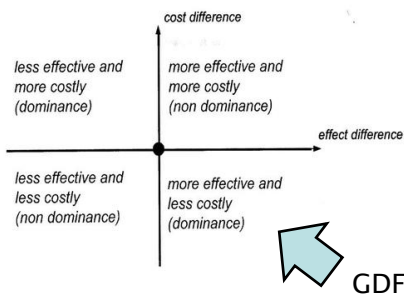 cost difference
less effective and
more costly
(dominance)
more effective and
more costly
(non dominance)
effect difference
less effective and
less costly
(non dominance)
more effective and
less costly
(dominance)
GDF